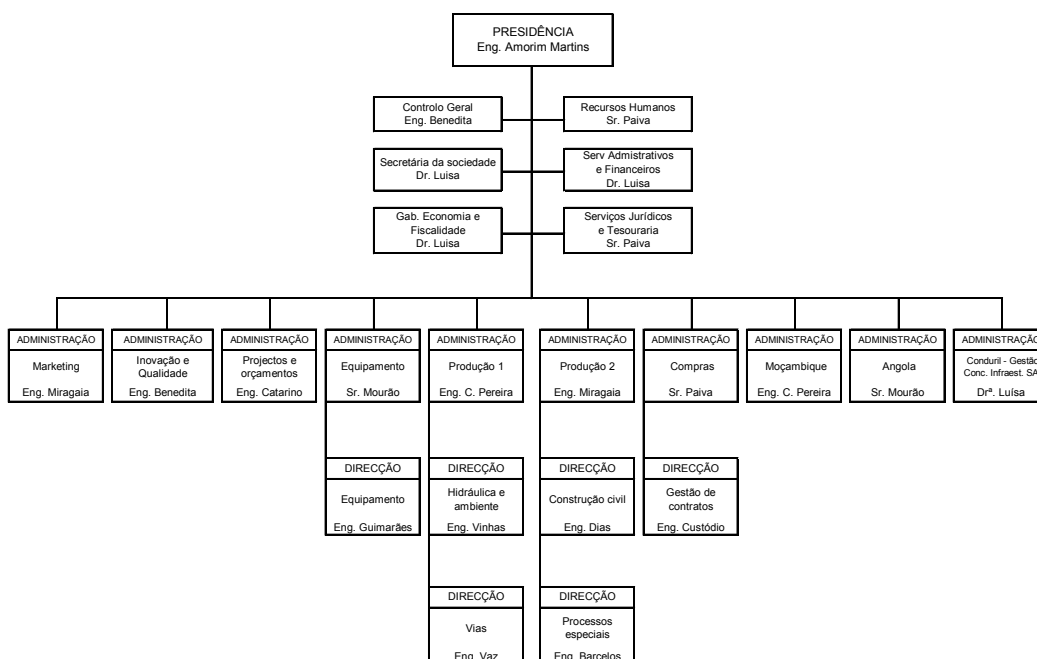 PRESIDÊNCIA
Eng. Amorim Martins
Controlo Geral
Eng. Benedita
Recursos Humanos
Sr. Paiva
Secretária da sociedade
Dr. Luisa
Serv Admistrativos
e Financeiros
Dr. Luisa
Gab. Economia e
Fiscalidade
Dr. Luisa
Serviços Jurídicos
e Tesouraria
Sr. Paiva
ADMINISTRAÇÃO
Marketing
Eng. Miragaia
ADMINISTRAÇÃO
Inovação e
Qualidade
Eng. Benedita
ADMINISTRAÇÃO
Projectos e
orçamentos
Eng. Catarino
ADMINISTRAÇÃO
Equipamento
Sr. Mourão
ADMINISTRAÇÃO
Produção 1
Eng. C. Pereira
ADMINISTRAÇÃO
Produção 2
Eng. Miragaia
ADMINISTRAÇÃO
Compras
Sr. Paiva
ADMINISTRAÇÃO
Moçambique
Eng. C. Pereira
ADMINISTRAÇÃO
Angola
Sr. Mourão
ADMINISTRAÇÃO
Conduril - Gestão
Conc. Infraest. SA
Drª. Luísa
DIRECÇÃO
Equipamento
Eng. Guimarães
DIRECÇÃO
Hidráulica e
ambiente
Eng. Vinhas
DIRECÇÃO
Construção civil
Eng. Dias
DIRECÇÃO
Gestão de
contratos
Eng. Custódio
DIRECÇÃO
Vias
Eng. Vaz
DIRECÇÃO
Processos
especiais
Eng. Barcelos